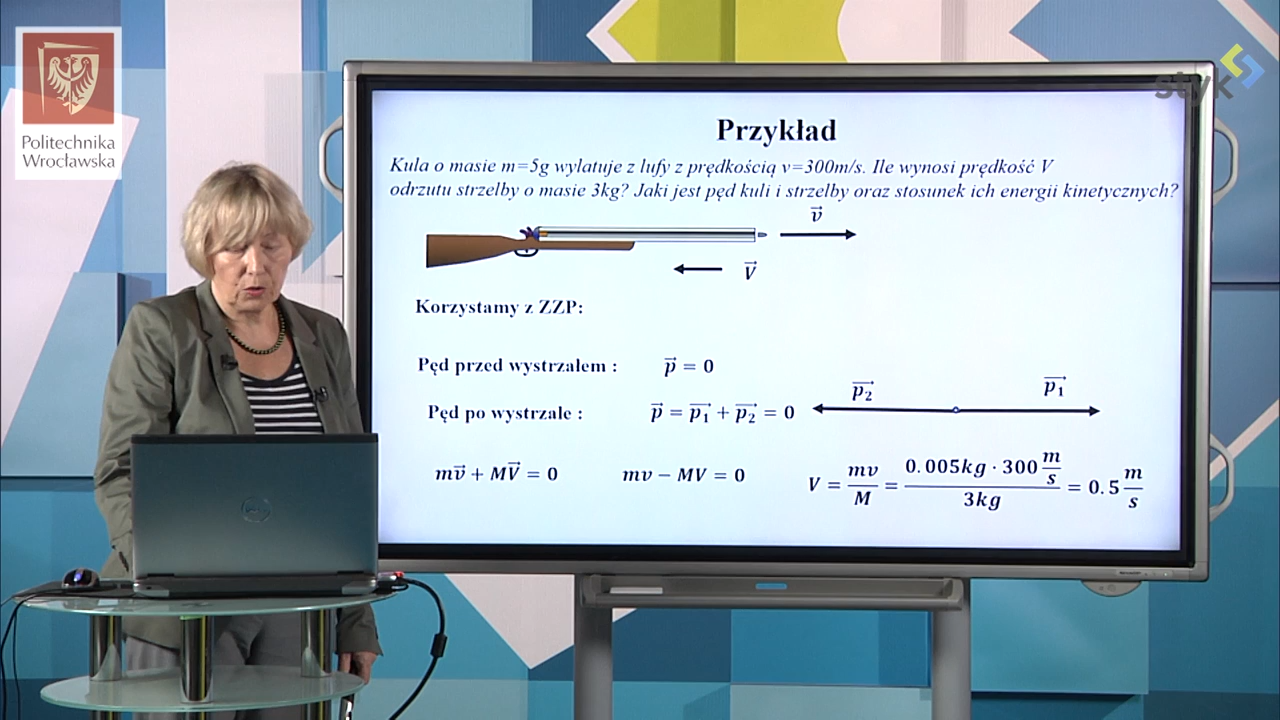 Politechnika
Wrocławska
styk
Przykład
Kula o masie m=5g wylatuje z lufy z prędkością v=300m/s. Ile wynosi prędkość V
odrzutu strzelby o masie 3kg? Jaki jest pęd kuli i strzelby oraz stosunek ich energii kinetycznych?
v⃗
V⃗
Korzystamy z ZZP:
Pęd przed wystrzałem : p⃗ = 0
p₂⃗ p₁⃗
Pęd po wystrzale : p⃗ = p₁⃗ + p₂⃗ = 0
mv⃗ + MV⃗ = 0 mv − MV = 0 V = mv/M = 0.005kg · 300 m/s / 3kg = 0.5 m/s
DELL